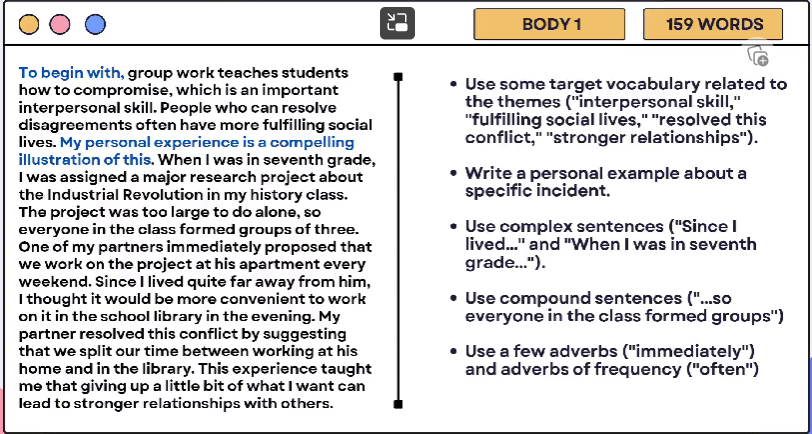 BODY 1
159 WORDS
To begin with, group work teaches students
how to compromise, which is an important
interpersonal skill. People who can resolve
disagreements often have more fulfilling social
lives. My personal experience is a compelling
illustration of this. When I was in seventh grade,
I was assigned a major research project about
the Industrial Revolution in my history class.
The project was too large to do alone, so
everyone in the class formed groups of three.
One of my partners immediately proposed that
we work on the project at his apartment every
weekend. Since I lived quite far away from him,
I thought it would be more convenient to work
on it in the school library in the evening. My
partner resolved this conflict by suggesting
that we split our time between working at his
home and in the library. This experience taught
me that giving up a little bit of what I want can
lead to stronger relationships with others.
• Use some target vocabulary related to
the themes ("interpersonal skill,"
"fulfilling social lives," "resolved this
conflict," "stronger relationships").
• Write a personal example about a
specific incident.
• Use complex sentences ("Since I
lived..." and "When I was in seventh
grade...").
• Use compound sentences ("...so
everyone in the class formed groups")
• Use a few adverbs ("immediately")
and adverbs of frequency ("often")